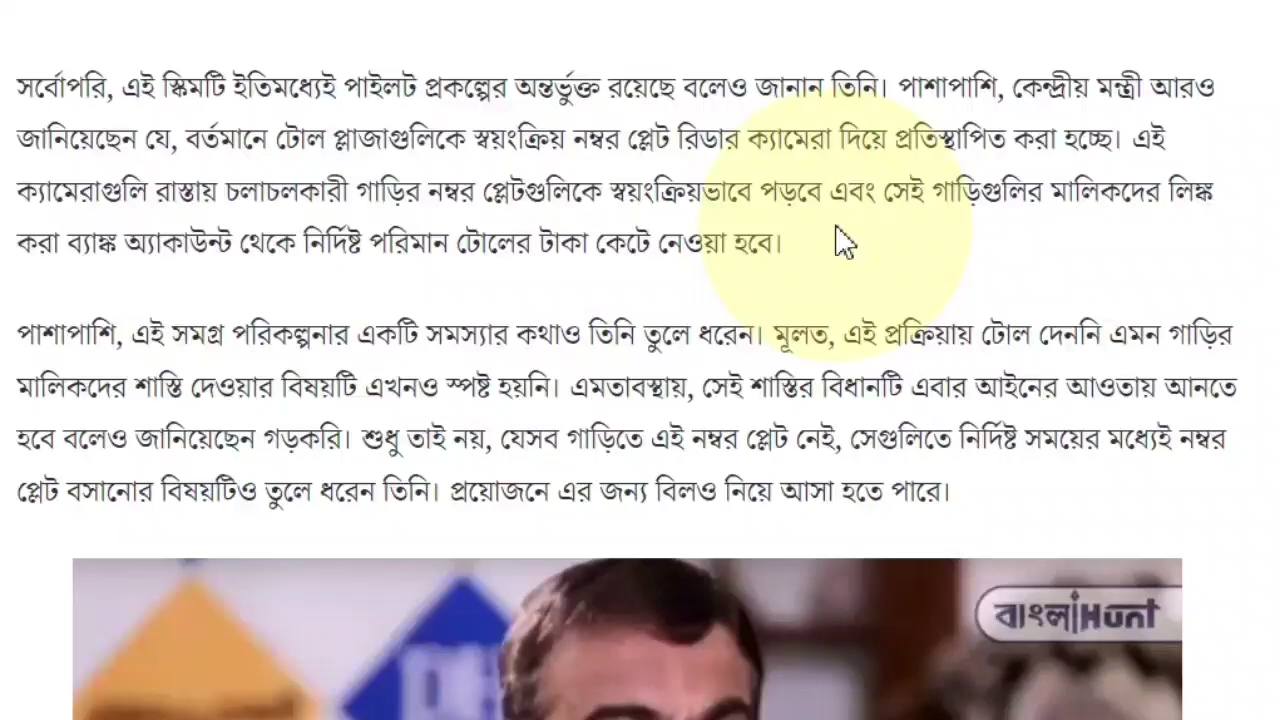 সর্বোপরি, এই স্কিমটি ইতিমধ্যেই পাইলট প্রকল্পের অন্তর্ভুক্ত রয়েছে বলেও জানান তিনি। পাশাপাশি, কেন্দ্রীয় মন্ত্রী আরও
জানিয়েছেন যে, বর্তমানে টোল প্লাজাগুলিকে স্বয়ংক্রিয় নম্বর প্লেট রিডার ক্যামেরা দিয়ে প্রতিস্থাপিত করা হচ্ছে। এই
ক্যামেরাগুলি রাস্তায় চলাচলকারী গাড়ির নম্বর প্লেটগুলিকে স্বয়ংক্রিয়ভাবে পড়বে এবং সেই গাড়িগুলির মালিকদের লিঙ্ক
করা ব্যাঙ্ক অ্যাকাউন্ট থেকে নির্দিষ্ট পরিমান টোলের টাকা কেটে নেওয়া হবে।
পাশাপাশি, এই সমগ্র পরিকল্পনার একটি সমস্যার কথাও তিনি তুলে ধরেন। মূলত, এই প্রক্রিয়ায় টোল দেননি এমন গাড়ির
মালিকদের শাস্তি দেওয়ার বিষয়টি এখনও স্পষ্ট হয়নি। এমতাবস্থায়, সেই শাস্তির বিধানটি এবার আইনের আওতায় আনতে
হবে বলেও জানিয়েছেন গড়করি। শুধু তাই নয়, যেসব গাড়িতে এই নম্বর প্লেট নেই, সেগুলিতে নির্দিষ্ট সময়ের মধ্যেই নম্বর
প্লেট বসানোর বিষয়টিও তুলে ধরেন তিনি। প্রয়োজনে এর জন্য বিলও নিয়ে আসা হতে পারে।
বাংলাHunt